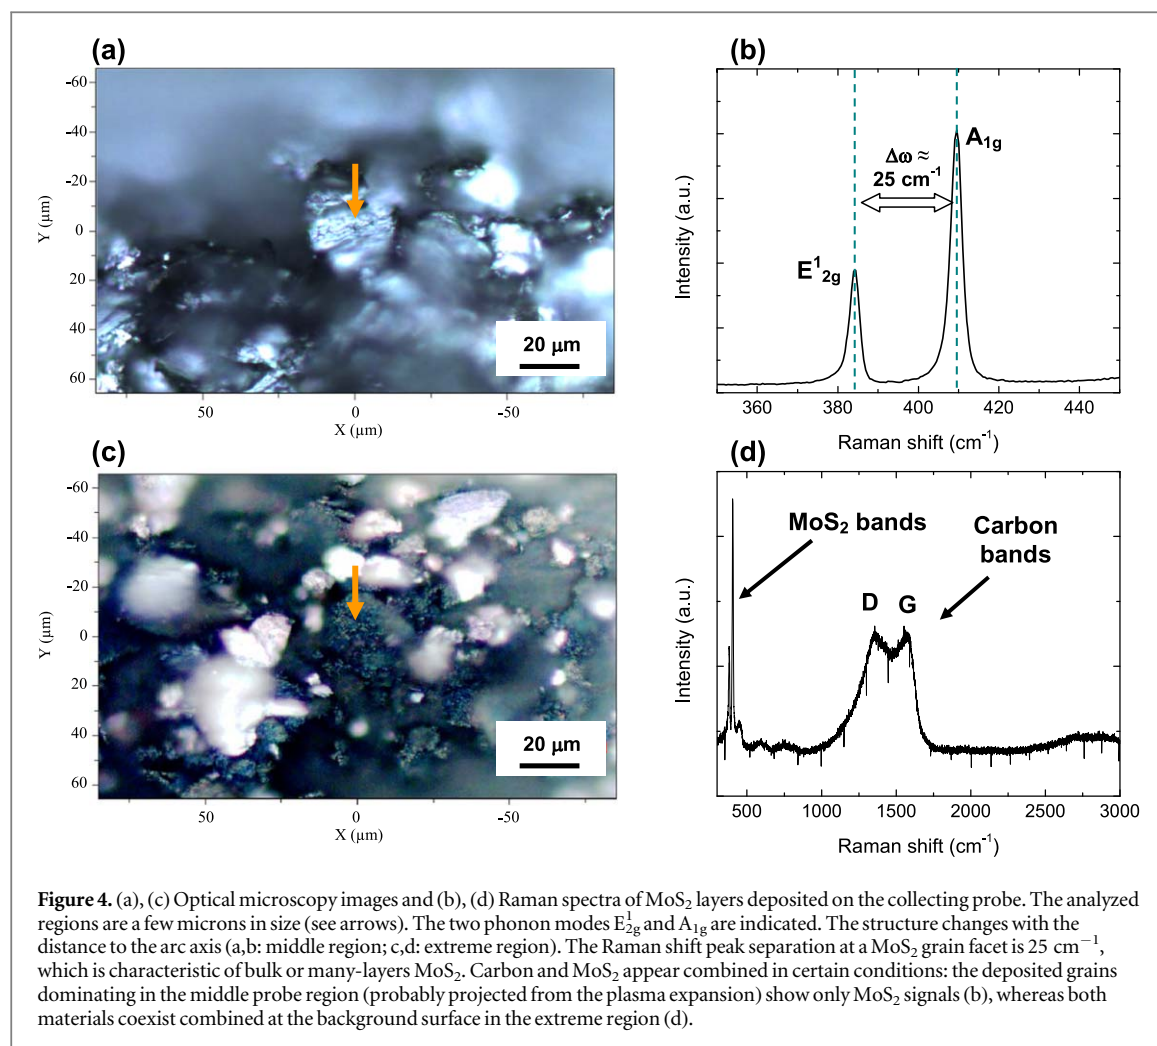 (a)
-60
-40
-20
0
20
40
60
Y (µm)
50
0
-50
X (µm)
20 µm
(b)
E¹₂g
Δω ≈
25 cm⁻¹
A₁g
Intensity (a.u.)
360
380
400
420
440
Raman shift (cm⁻¹)
(c)
-60
-40
-20
0
20
40
60
Y (µm)
50
0
-50
X (µm)
20 µm
(d)
MoS₂ bands
Carbon
bands
D
G
Intensity (a.u.)
500
1000
1500
2000
2500
3000
Raman shift (cm⁻¹)
Figure 4. (a), (c) Optical microscopy images and (b), (d) Raman spectra of MoS₂ layers deposited on the collecting probe. The analyzed
regions are a few microns in size (see arrows). The two phonon modes E¹₂g and A₁g are indicated. The structure changes with the
distance to the arc axis (a,b: middle region; c,d: extreme region). The Raman shift peak separation at a MoS₂ grain facet is 25 cm⁻¹,
which is characteristic of bulk or many-layers MoS₂. Carbon and MoS₂ appear combined in certain conditions: the deposited grains
dominating in the middle probe region (probably projected from the plasma expansion) show only MoS₂ signals (b), whereas both
materials coexist combined at the background surface in the extreme region (d).